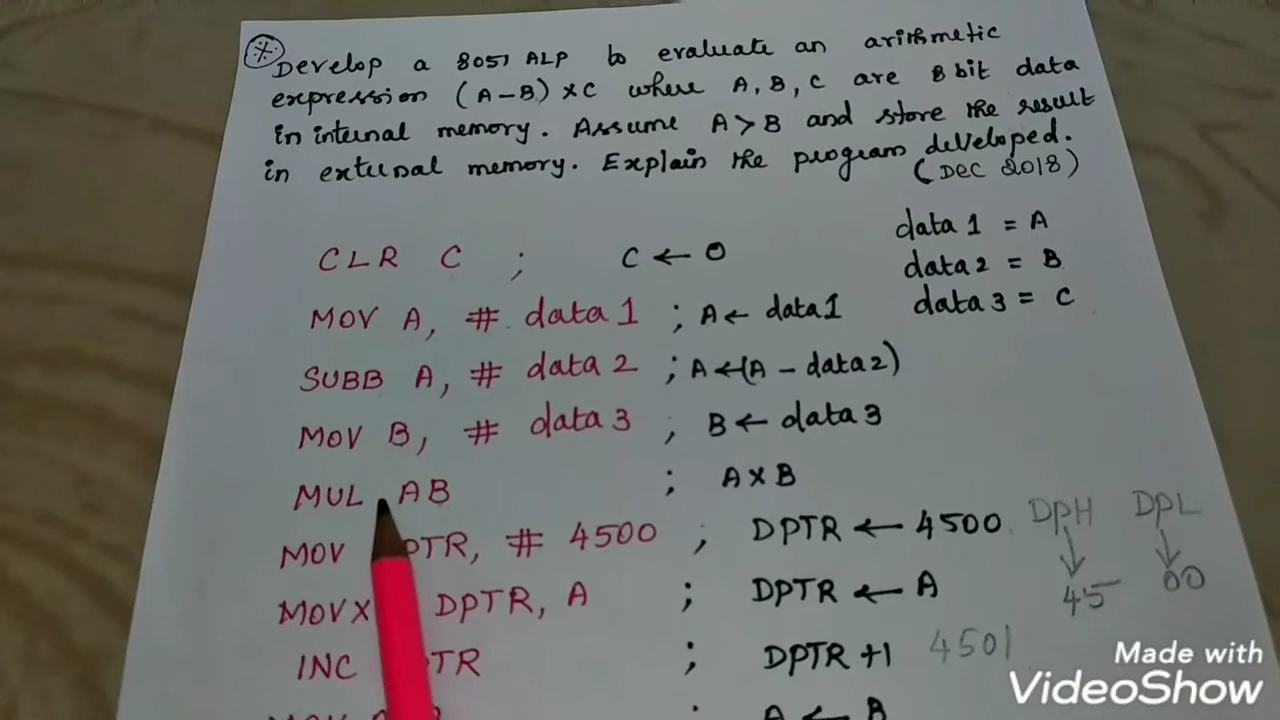 * Develop a 8051 ALP to evaluate an arithmetic
expression (A-B) × C where A, B, C are 8 bit data
in internal memory. Assume A>B and store the result
in external memory. Explain the program developed.
(DEC 2018)
data 1 = A
CLR C ; C ← 0
data 2 = B
data 3 = C
MOV A, # data 1 ; A ← data 1
SUBB A, # data 2 ; A ← (A - data 2)
MOV B, # data 3 ; B ← data 3
MUL AB ; A × B
DPH DPL
MOV DPTR, # 4500 ; DPTR ← 4500
45 00
MOVX DPTR, A ; DPTR ← A
INC ; DPTR +1 4501
; A ← B
Made with
VideoShow